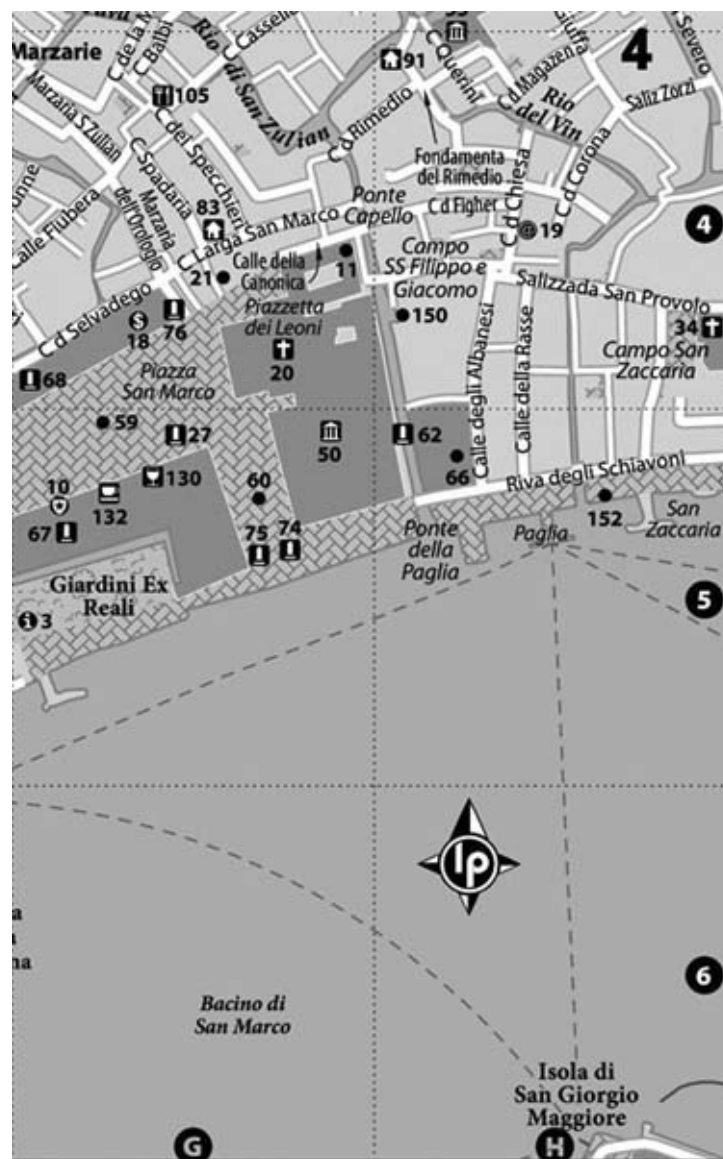 Marzarie
C de la M
C Balbi
Rio di San Zulian
C Cassello
91
C Querini
C d Magazen
Giuffa
4
S Severo
105
C dei Specchieri
Marzaria S Zulian
C Spadaria
Marzaria
dell'Orologio
Calle Fiubera
C d Rimedio
Rio
del Vin
Saliz Zorzi
Fondamenta
del Rimedio
C d Chiesa
C d Corona
83
C Larga San Marco
Ponte
Capello
C d Figher
19
4
21
Calle della
Canonica
11
Campo
SS Filippo e
Giacomo
Salizzada San Provolo
C d Selvadego
18
76
Piazzetta
dei Leoni
150
34
Campo San
Zaccaria
68
Piazza
San Marco
20
Calle degli Albanesi
Calle della Rasse
59
27
50
62
66
10
130
60
Riva degli Schiavoni
132
67
75
74
Ponte
della
Paglia
Paglia
152
San
Zaccaria
Giardini Ex
Reali
3
5
lp
6
Bacino di
San Marco
Isola di
San Giorgio
Maggiore
G
H